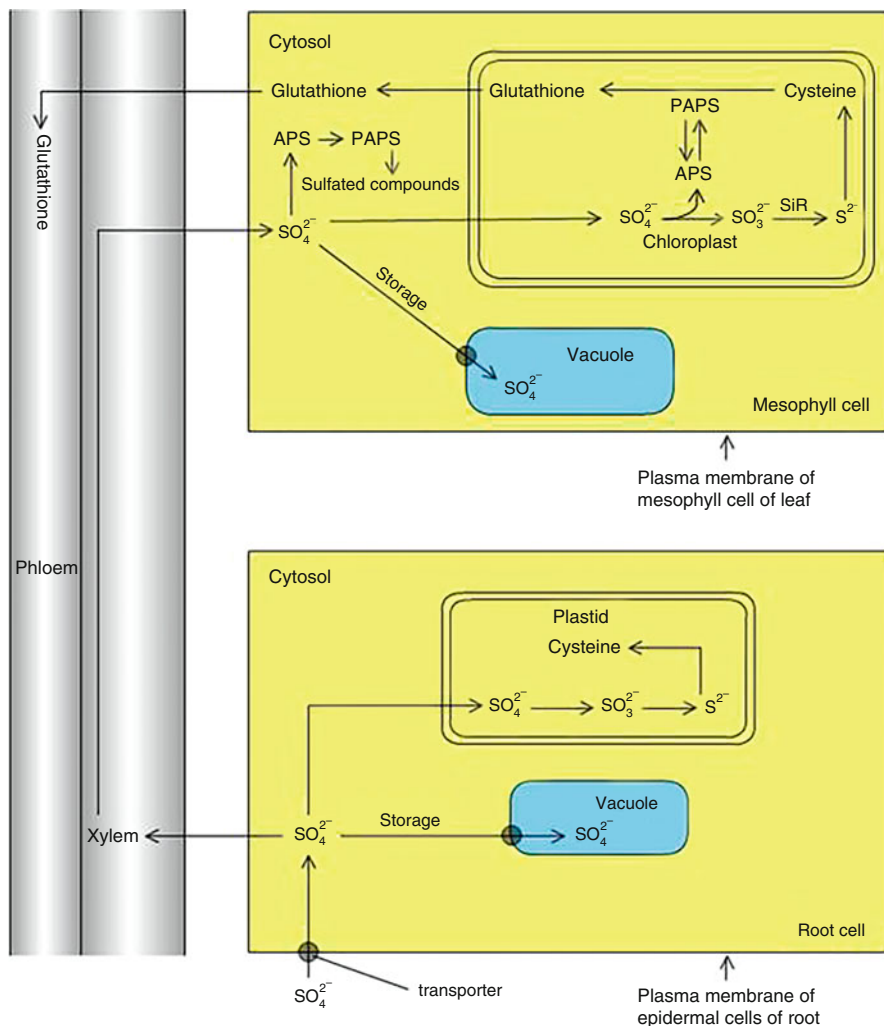 Cytosol
Glutathione
Glutathione
Cysteine
PAPS
APS
PAPS
Glutathione
Sulfated compounds
APS
SO₄²⁻
SO₄²⁻
SO₃²⁻
SiR
S²⁻
Chloroplast
Storage
Vacuole
SO₄²⁻
Mesophyll cell
Plasma membrane of
mesophyll cell of leaf
Phloem
Cytosol
Plastid
Cysteine
SO₄²⁻
SO₃²⁻
S²⁻
Xylem
SO₄²⁻
Storage
Vacuole
SO₄²⁻
Root cell
SO₄²⁻
transporter
Plasma membrane of
epidermal cells of root